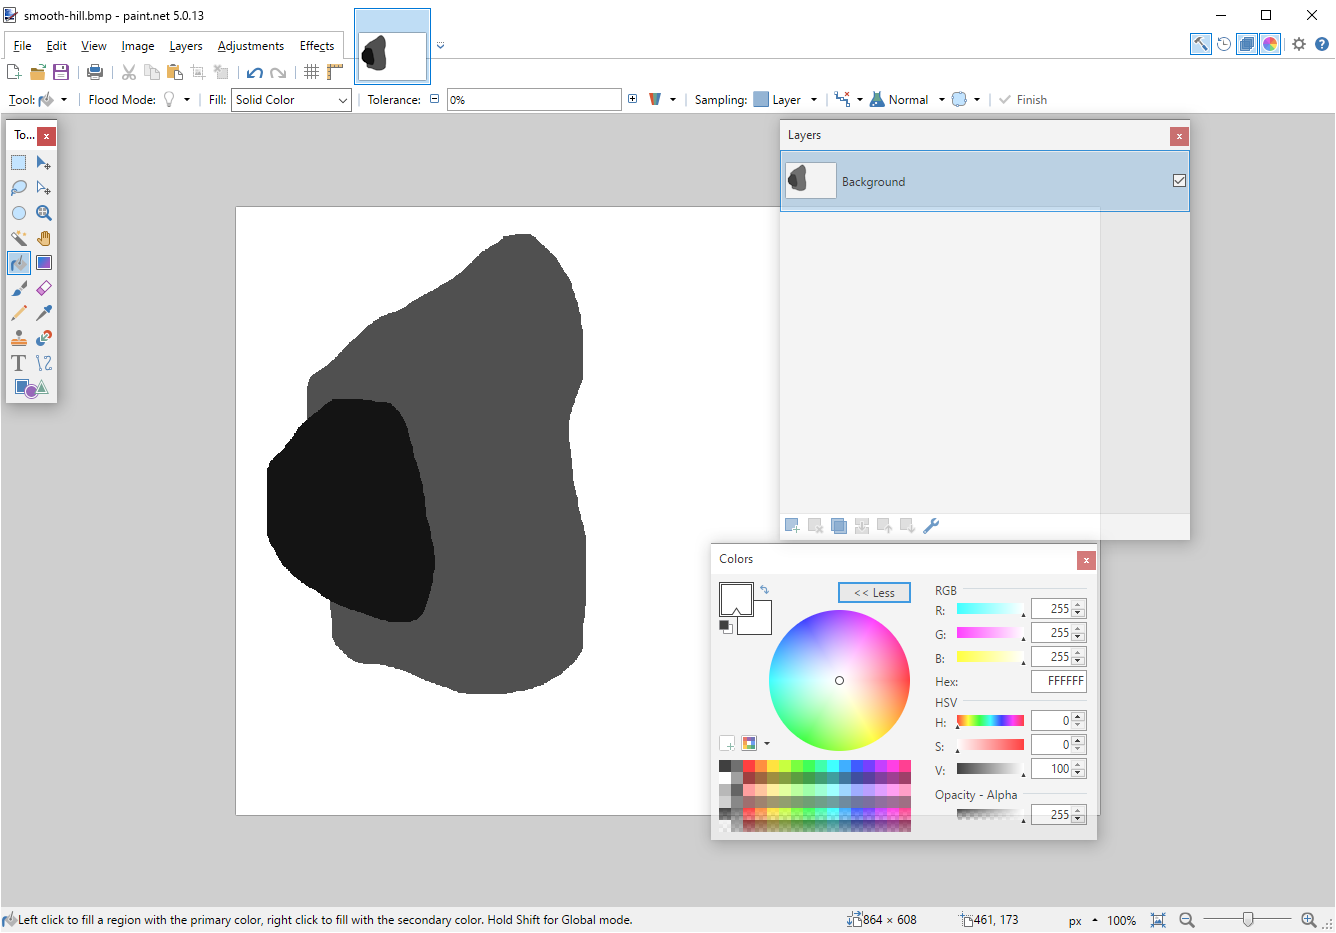 smooth-hill.bmp - paint.net 5.0.13
File Edit View Image Layers Adjustments Effects
Tool: Flood Mode: Fill: Solid Color Tolerance: 0% Sampling: Layer Normal Finish
To...
Layers
Background
Colors
<< Less
RGB
R: 255
G: 255
B: 255
Hex: FFFFFF
HSV
H: 0
S: 0
V: 100
Opacity - Alpha
255
Left click to fill a region with the primary color, right click to fill with the secondary color. Hold Shift for Global mode. 864 × 608 461, 173 px 100%